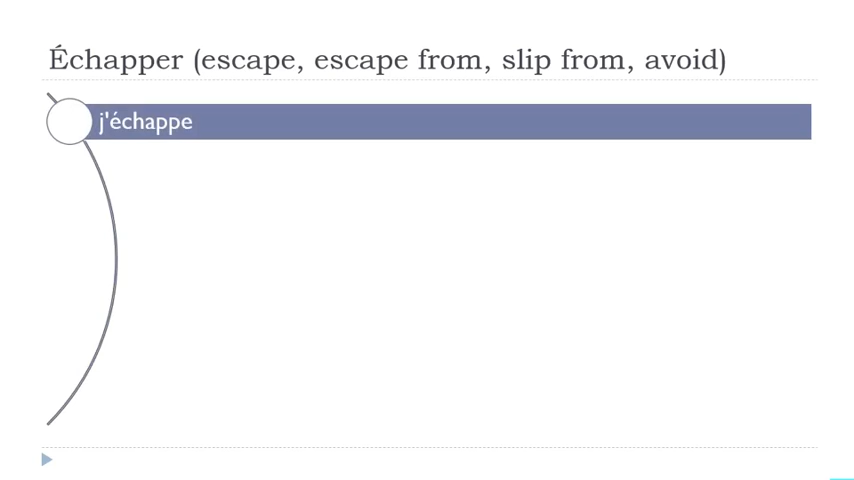 Échapper (escape, escape from, slip from, avoid)
j'échappe